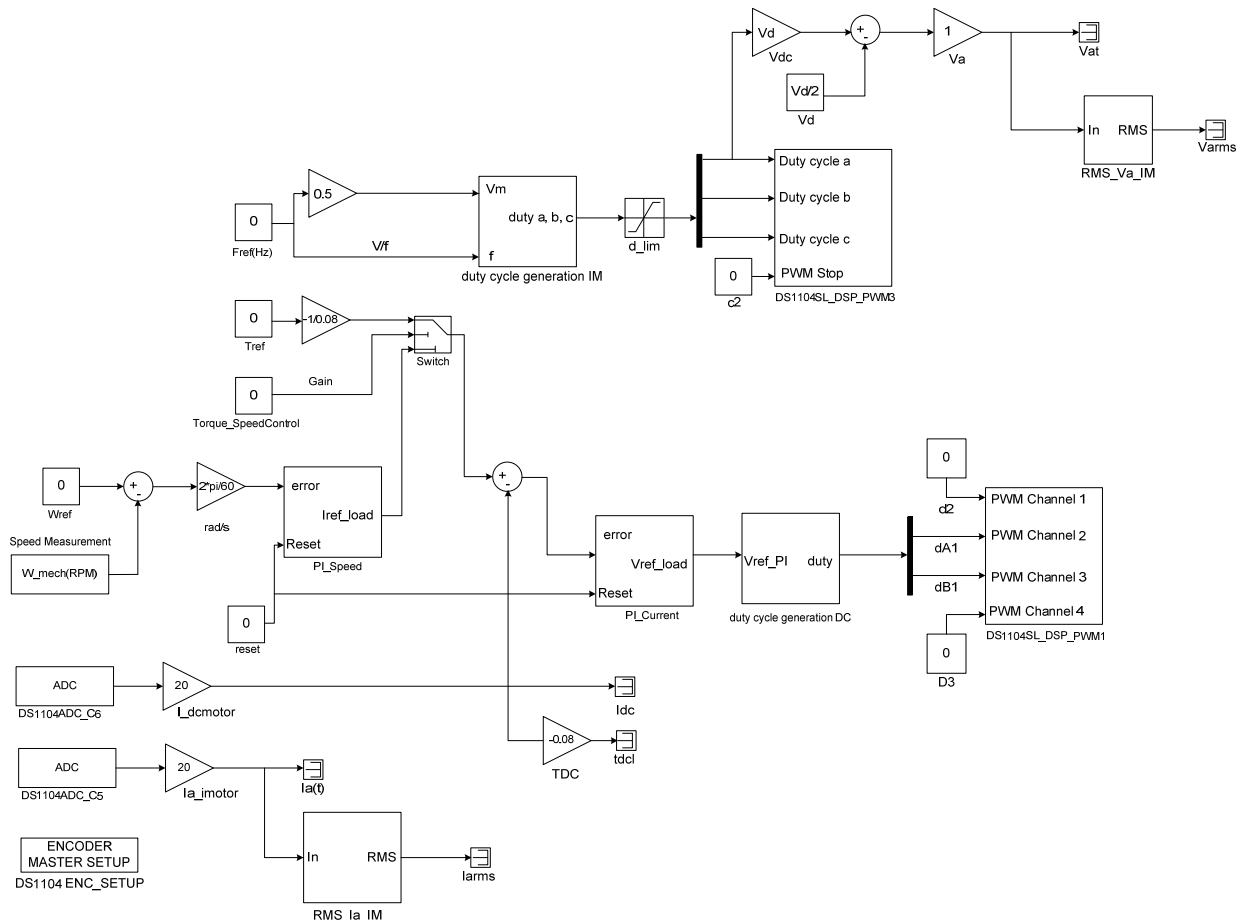 Vd
Vdc
+
-
1
Va
Vat
Vd/2
Vd
In RMS
RMS_Va_IM
Varms
0
Fref(Hz)
0.5
V/f
Vm
duty a, b, c
f
duty cycle generation IM
d_lim
Duty cycle a
Duty cycle b
Duty cycle c
PWM Stop
DS1104SL_DSP_PWM3
0
c2
0
Tref
-1/0.08
Switch
Gain
0
Torque_SpeedControl
0
Wref
+
-
2*pi/60
rad/s
error
Iref_load
Reset
PI_Speed
Speed Measurement
W_mech(RPM)
0
reset
+
-
error
Vref_load
Reset
PI_Current
Vref_PI duty
duty cycle generation DC
0
d2
dA1
dB1
PWM Channel 1
PWM Channel 2
PWM Channel 3
PWM Channel 4
DS1104SL_DSP_PWM1
0
D3
ADC
DS1104ADC_C6
20
I_dcmotor
Idc
-0.08
TDC
tdcl
ADC
DS1104ADC_C5
20
Ia_imotor
Ia(t)
In RMS
RMS_Ia_IM
Iarms
ENCODER
MASTER SETUP
DS1104 ENC_SETUP